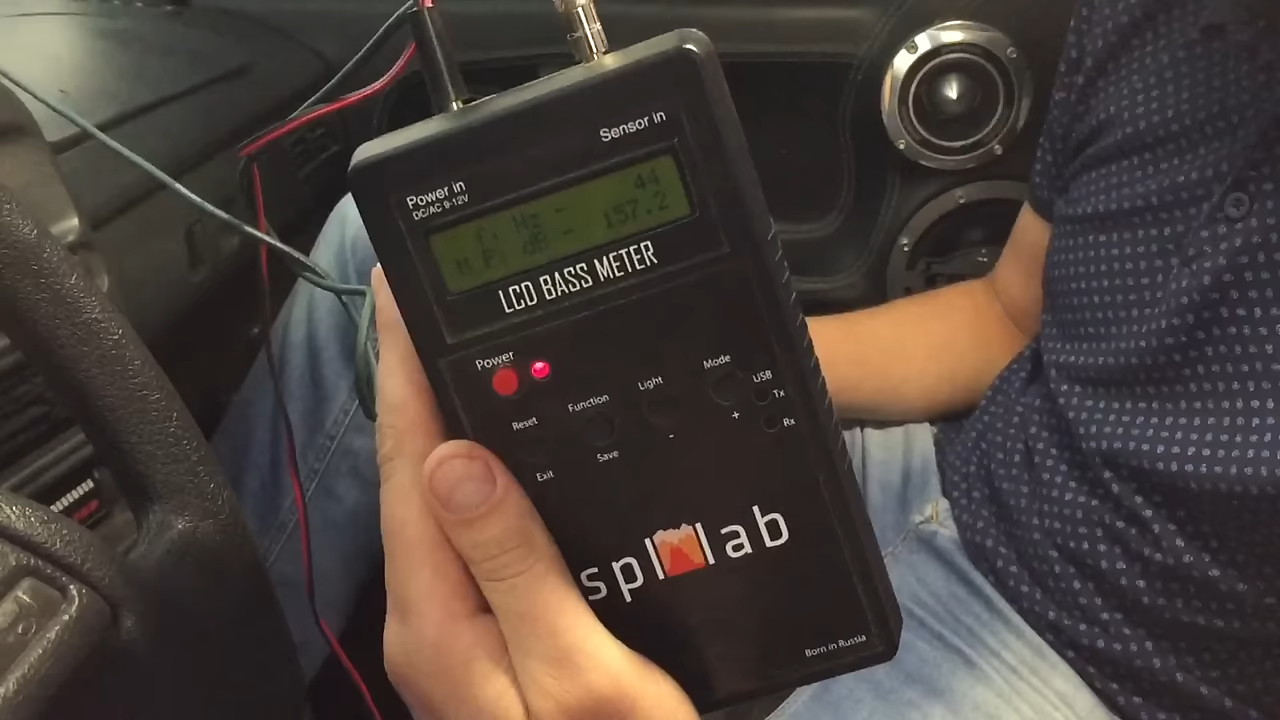 Sensor in
Power in
DC/AC 9-12V
f: Hz - 44
M P: dB - 157.2
LCD BASS METER
Power
Mode
USB
Light
Tx
Function
+
Rx
Reset
-
Save
Exit
spl lab
Born in Russia